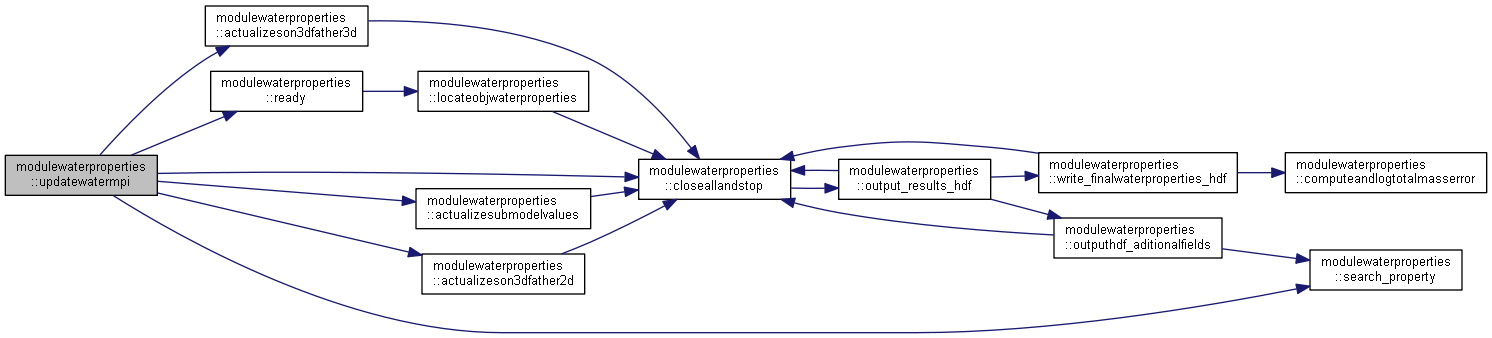 modulewaterproperties
::updatewatermpi
modulewaterproperties
::actualizeson3dfather3d
modulewaterproperties
::ready
modulewaterproperties
::locateobjwaterproperties
modulewaterproperties
::actualizesubmodelvalues
modulewaterproperties
::actualizeson3dfather2d
modulewaterproperties
::closeallandstop
modulewaterproperties
::output_results_hdf
modulewaterproperties
::write_finalwaterproperties_hdf
modulewaterproperties
::outputhdf_aditionalfields
modulewaterproperties
::computeandlogtotalmasserror
modulewaterproperties
::search_property